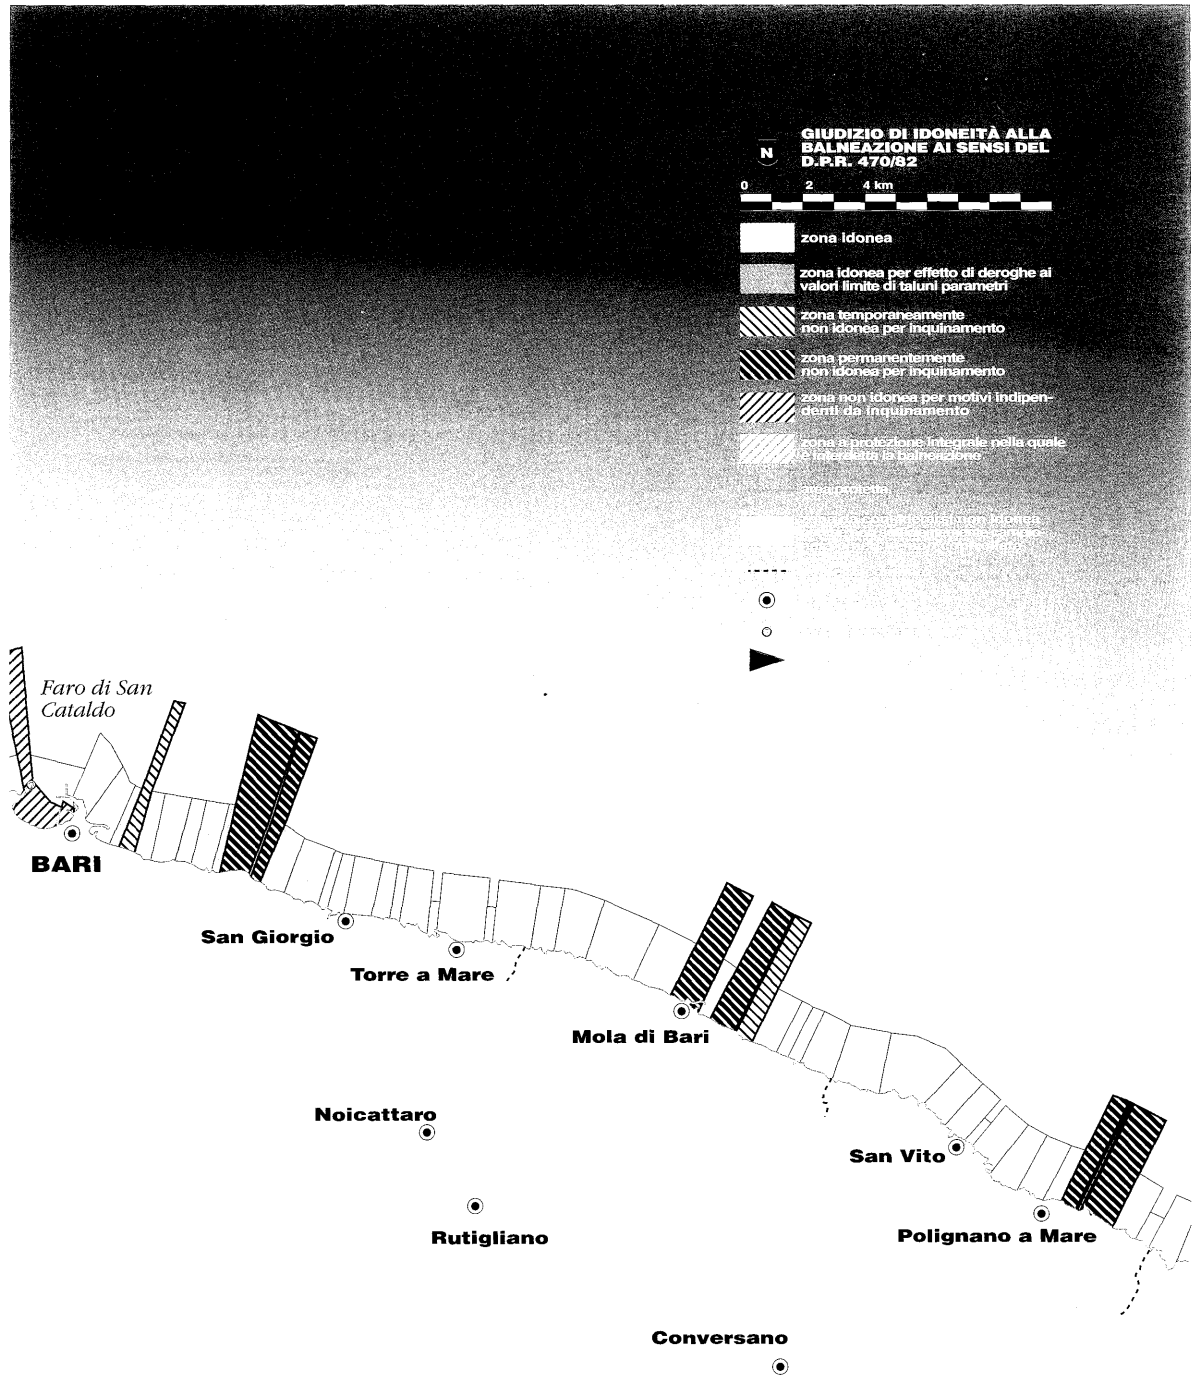 GIUDIZIO DI IDONEITÀ ALLA
BALNEAZIONE AI SENSI DEL
D.P.R. 470/82
N
0 2 4 km
zona idonea
zona idonea per effetto di deroghe ai
valori limite di taluni parametri
zona temporaneamente
non idonea per inquinamento
zona permanentemente
non idonea per inquinamento
zona non idonea per motivi indipen-
denti da inquinamento
zona a protezione integrale nella quale
è interdetta la balneazione
non idonea
Faro di San
Cataldo
BARI
San Giorgio
Torre a Mare
Mola di Bari
Noicattaro
San Vito
Rutigliano
Polignano a Mare
Conversano